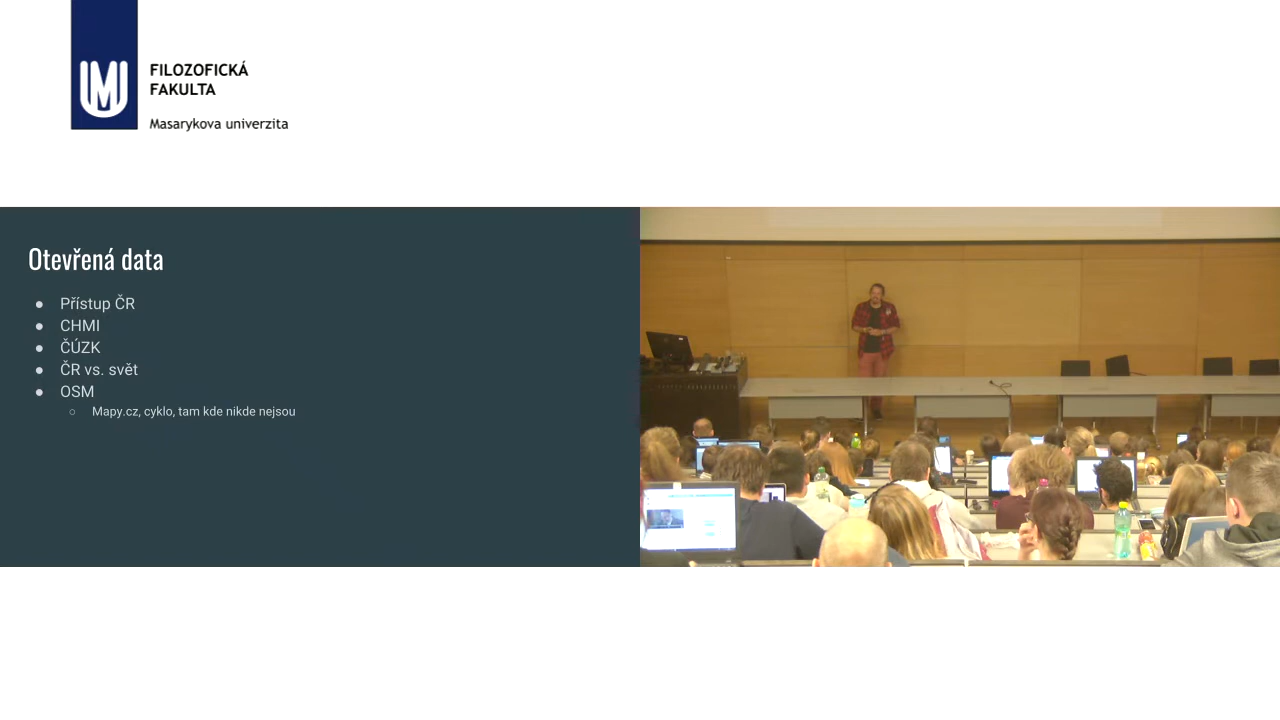 FILOZOFICKÁ
FAKULTA
Masarykova univerzita
Otevřená data
● Přístup ČR
● CHMI
● ČÚZK
● ČR vs. svět
● OSM
○ Mapy.cz, cyklo, tam kde nikde nejsou